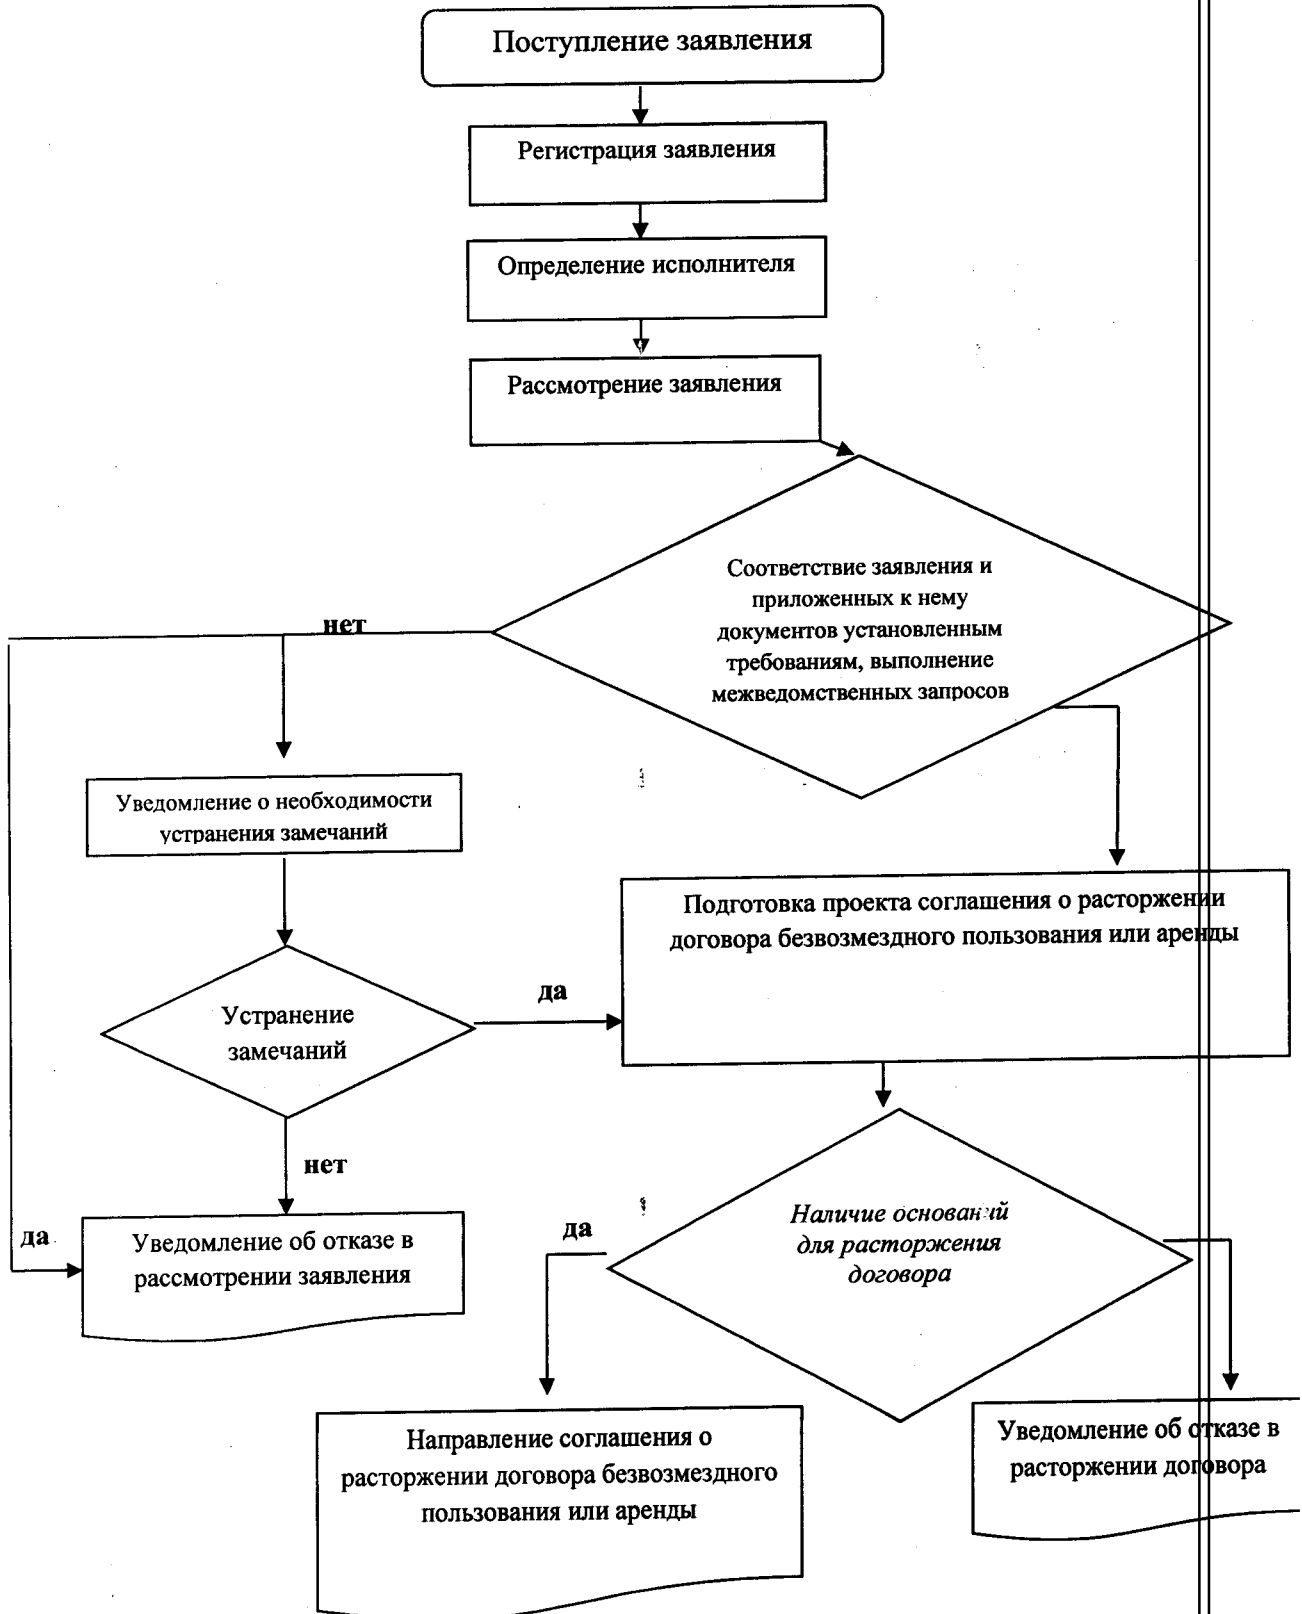 Поступление заявления
Регистрация заявления
Определение исполнителя
Рассмотрение заявления
Соответствие заявления и
приложенных к нему
документов установленным
требованиям, выполнение
межведомственных запросов
нет
Уведомление о необходимости
устранения замечаний
Подготовка проекта соглашения о расторжении
договора безвозмездного пользования или аренды
Устранение
замечаний
да
нет
да
Уведомление об отказе в
рассмотрении заявления
да
Наличие оснований
для расторжения
договора
Направление соглашения о
расторжении договора безвозмездного
пользования или аренды
Уведомление об отказе в
расторжении договора